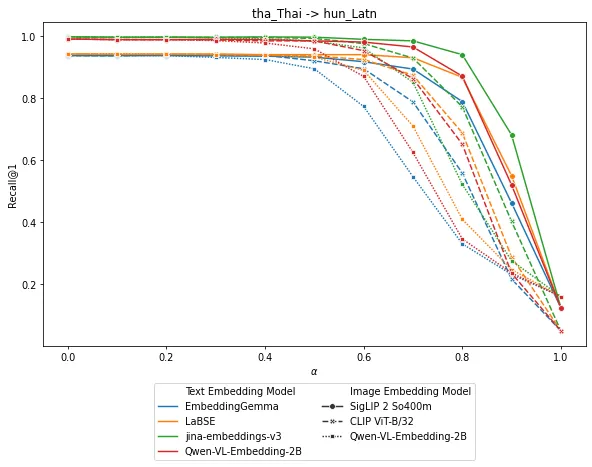 tha_Thai -> hun_Latn
1.0
0.8
0.6
0.4
0.2
Recall@1
0.0 0.2 0.4 0.6 0.8 1.0
α
Text Embedding Model
EmbeddingGemma
LaBSE
jina-embeddings-v3
Qwen-VL-Embedding-2B
Image Embedding Model
SigLIP 2 So400m
CLIP ViT-B/32
Qwen-VL-Embedding-2B